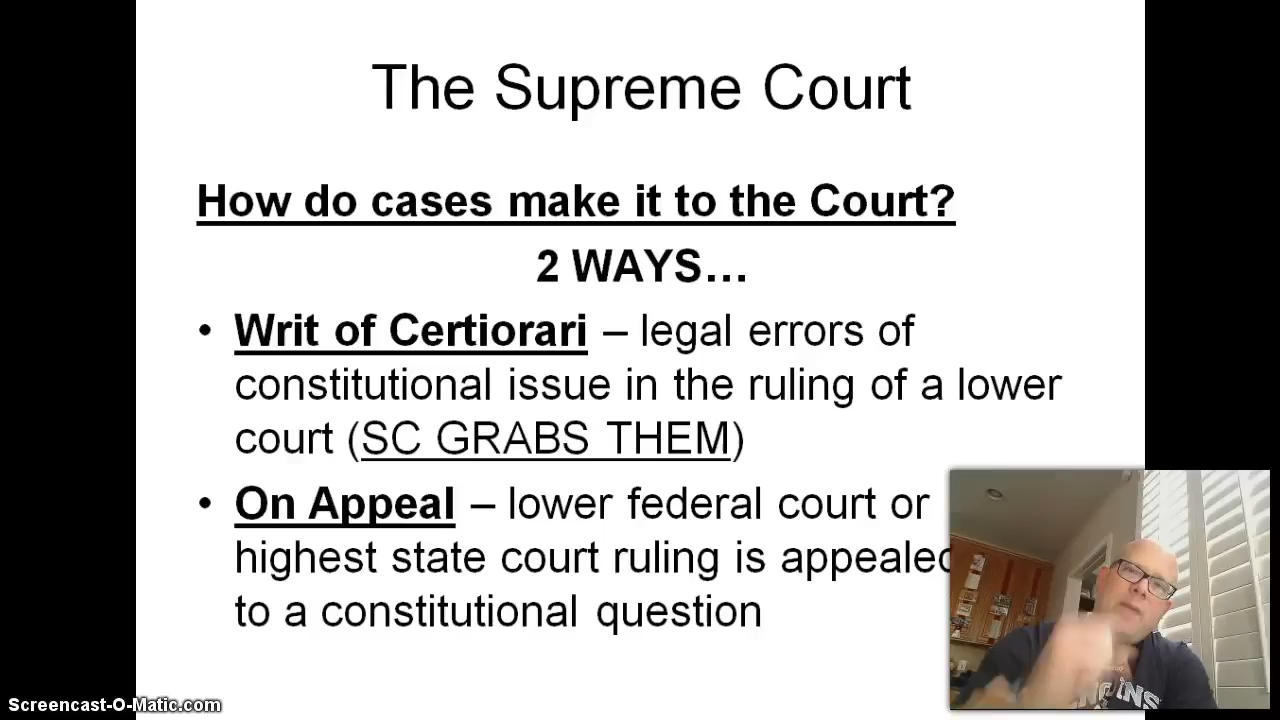 The Supreme Court
How do cases make it to the Court?
2 WAYS…
• Writ of Certiorari – legal errors of
constitutional issue in the ruling of a lower
court (SC GRABS THEM)
• On Appeal – lower federal court or
highest state court ruling is appealed
to a constitutional question
Screencast-O-Matic.com